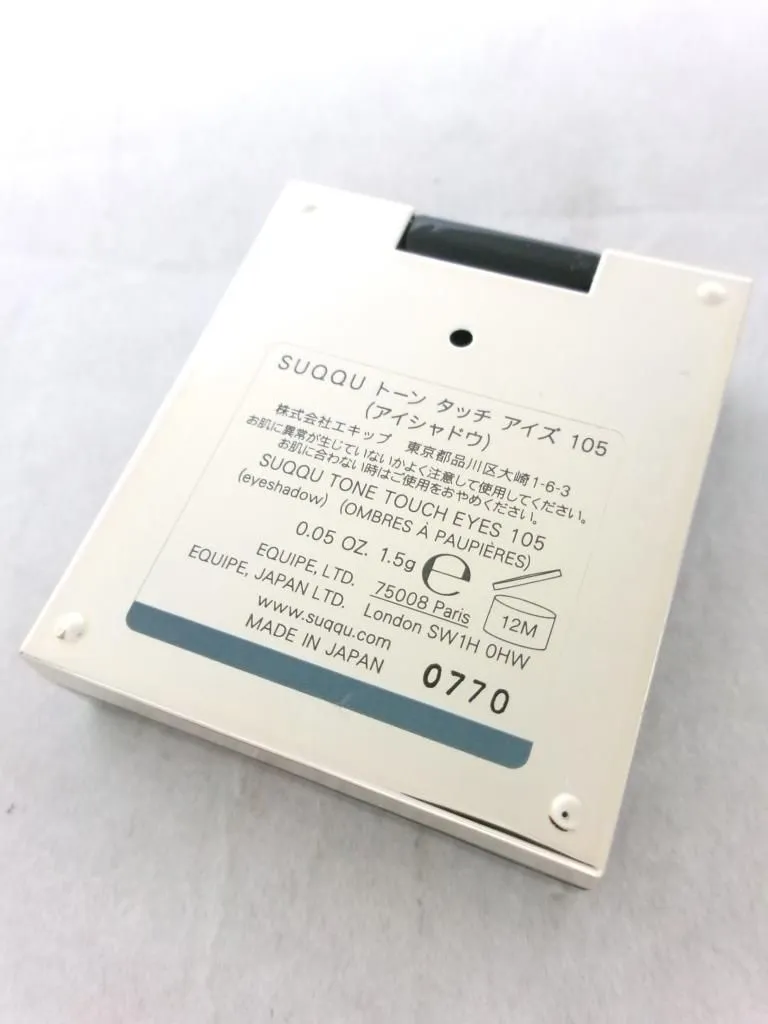 SUQQU トーン タッチ アイズ 105
(アイシャドウ)
株式会社エキップ 東京都品川区大崎1-6-3
お肌に異常が生じていないかよく注意して使用してください。
お肌に合わない時はご使用をおやめください。
SUQQU TONE TOUCH EYES 105
(eyeshadow) (OMBRES À PAUPIÈRES)
0.05 OZ. 1.5g e
12M
EQUIPE, LTD. 75008 Paris
EQUIPE, JAPAN LTD. London SW1H 0HW
www.suqqu.com
MADE IN JAPAN 0770